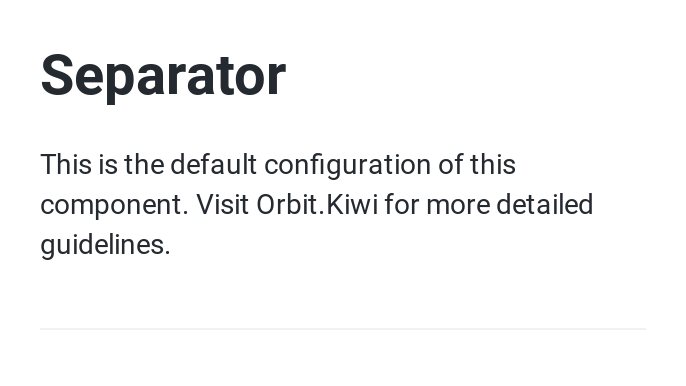 Separator
This is the default configuration of this
component. Visit Orbit.Kiwi for more detailed
guidelines.